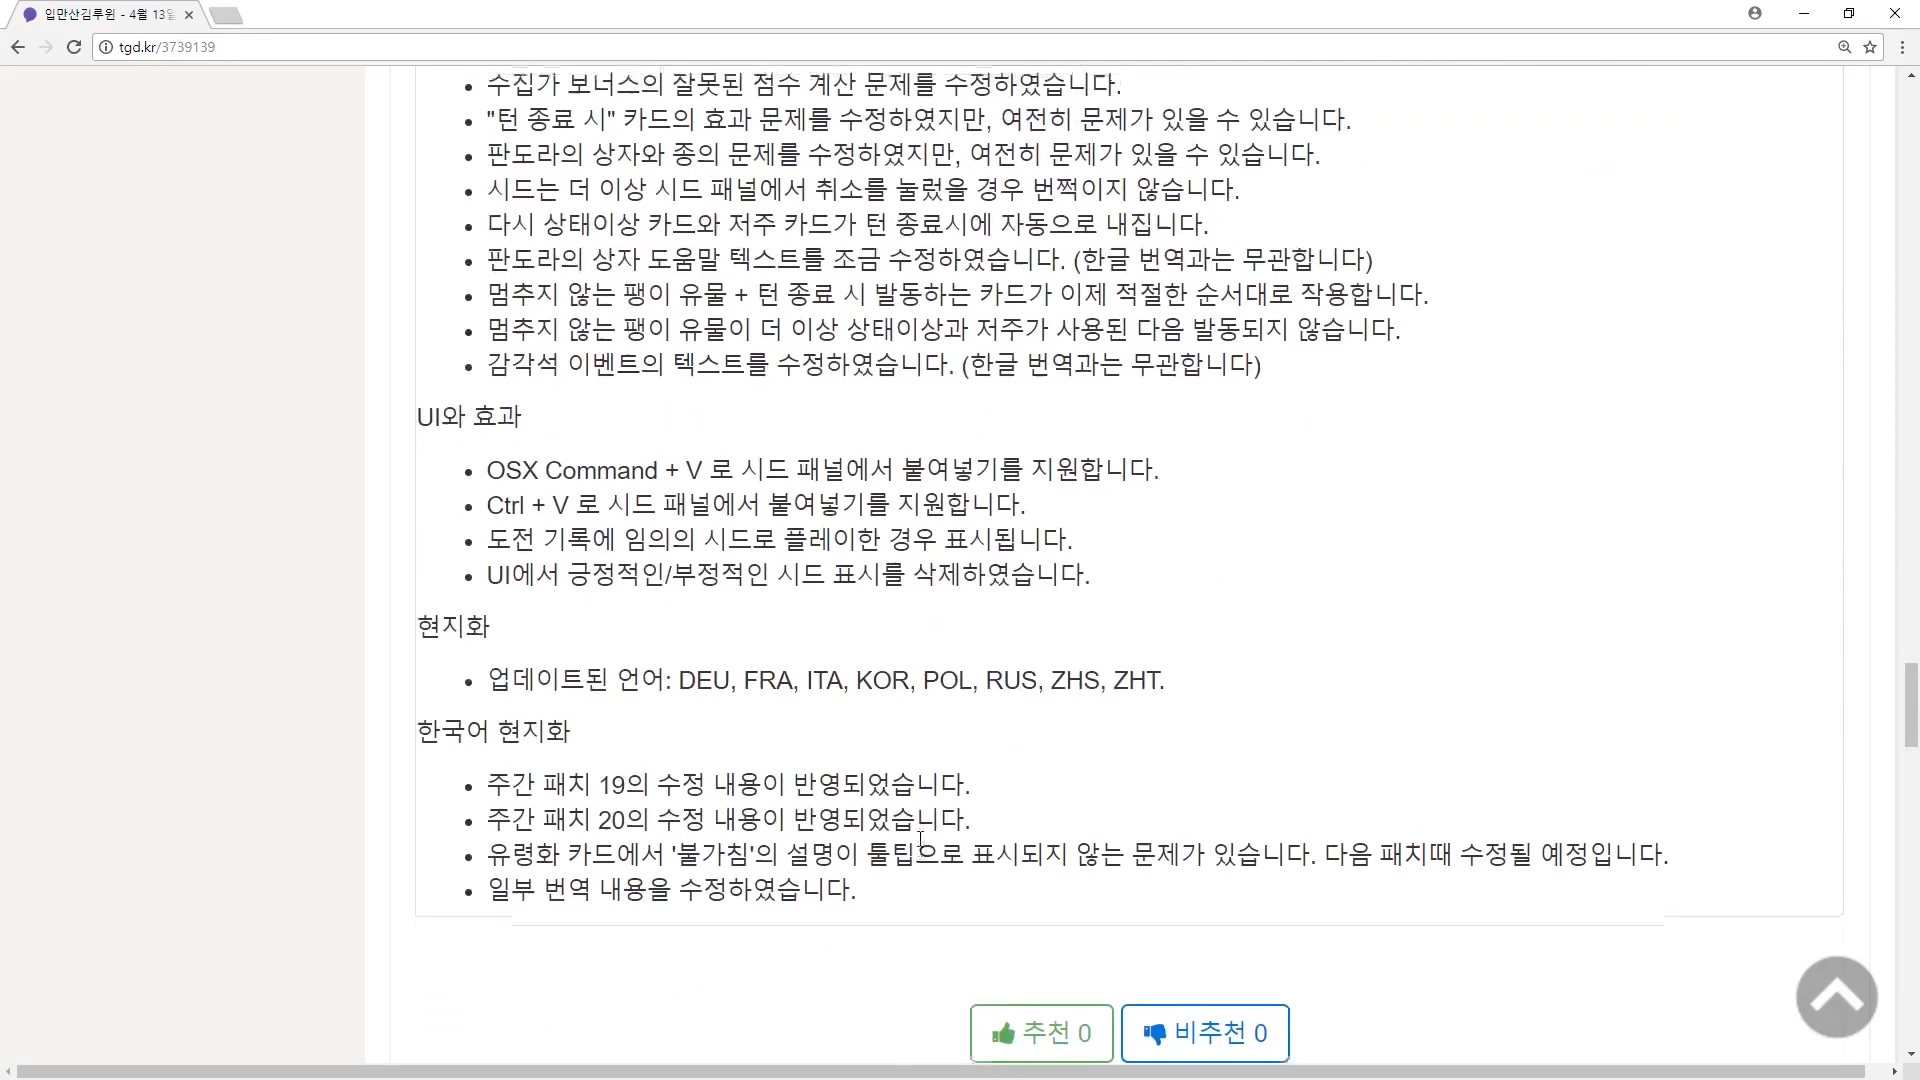 입만산김루윈 - 4월 13일
tgd.kr/3739139
수집가 보너스의 잘못된 점수 계산 문제를 수정하였습니다.
"턴 종료 시" 카드의 효과 문제를 수정하였지만, 여전히 문제가 있을 수 있습니다.
판도라의 상자와 종의 문제를 수정하였지만, 여전히 문제가 있을 수 있습니다.
시드는 더 이상 시드 패널에서 취소를 눌렀을 경우 번쩍이지 않습니다.
다시 상태이상 카드와 저주 카드가 턴 종료시에 자동으로 내집니다.
판도라의 상자 도움말 텍스트를 조금 수정하였습니다. (한글 번역과는 무관합니다)
멈추지 않는 팽이 유물 + 턴 종료 시 발동하는 카드가 이제 적절한 순서대로 작용합니다.
멈추지 않는 팽이 유물이 더 이상 상태이상과 저주가 사용된 다음 발동되지 않습니다.
감각석 이벤트의 텍스트를 수정하였습니다. (한글 번역과는 무관합니다)
UI와 효과
OSX Command + V 로 시드 패널에서 붙여넣기를 지원합니다.
Ctrl + V 로 시드 패널에서 붙여넣기를 지원합니다.
도전 기록에 임의의 시드로 플레이한 경우 표시됩니다.
UI에서 긍정적인/부정적인 시드 표시를 삭제하였습니다.
현지화
업데이트된 언어: DEU, FRA, ITA, KOR, POL, RUS, ZHS, ZHT.
한국어 현지화
주간 패치 19의 수정 내용이 반영되었습니다.
주간 패치 20의 수정 내용이 반영되었습니다.
유령화 카드에서 '불가침'의 설명이 툴팁으로 표시되지 않는 문제가 있습니다. 다음 패치때 수정될 예정입니다.
일부 번역 내용을 수정하였습니다.
추천 0
비추천 0